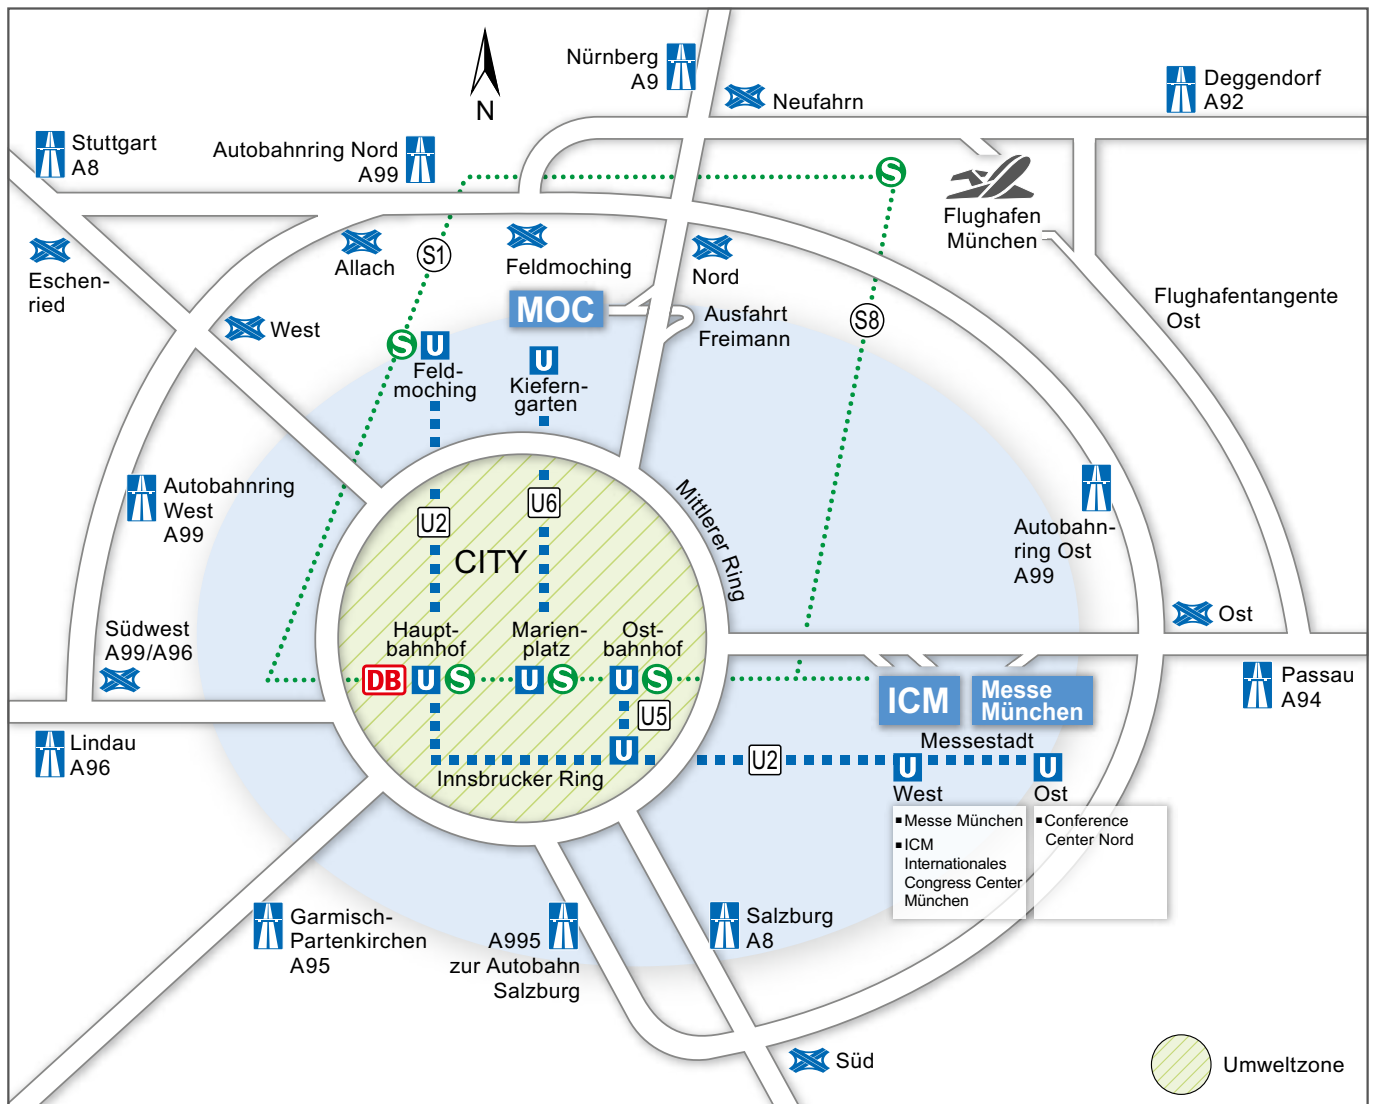 Nürnberg
A9
Neufahrn
Deggendorf
A92
N
Stuttgart
A8
Autobahnring Nord
A99
S
Flughafen
München
Eschen-
ried
Allach
S1
Feldmoching
Nord
West
MOC
Ausfahrt
Freimann
S8
Flughafentangente
Ost
S U
Feld-
moching
U
Kiefern-
garten
Autobahnring
West
A99
U2
U6
Mittlerer Ring
Autobahn-
ring Ost
A99
CITY
Südwest
A99/A96
Haupt-
bahnhof
Marien-
platz
Ost-
bahnhof
Ost
DB U S
U S
U S
ICM
Messe
München
Passau
A94
U5
Lindau
A96
U
Innsbrucker Ring
U2
Messestadt
U
West
U
Ost
Messe München
ICM
Internationales
Congress Center
München
Conference
Center Nord
Garmisch-
Partenkirchen
A95
A995
zur Autobahn
Salzburg
Salzburg
A8
Süd
Umweltzone